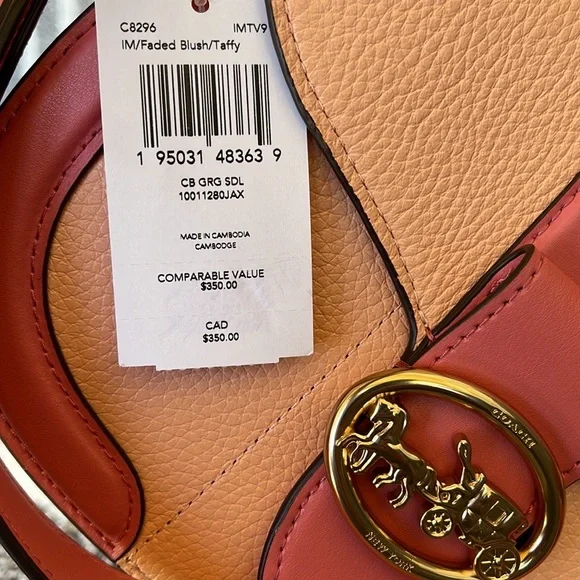 C8296 IMTV9
IM/Faded Blush/Taffy
1 95031 48363 9
CB GRG SDL
10011280JAX
MADE IN CAMBODIA
CAMBODGE
COMPARABLE VALUE
$350.00
CAD
$350.00
COACH
NEW YORK